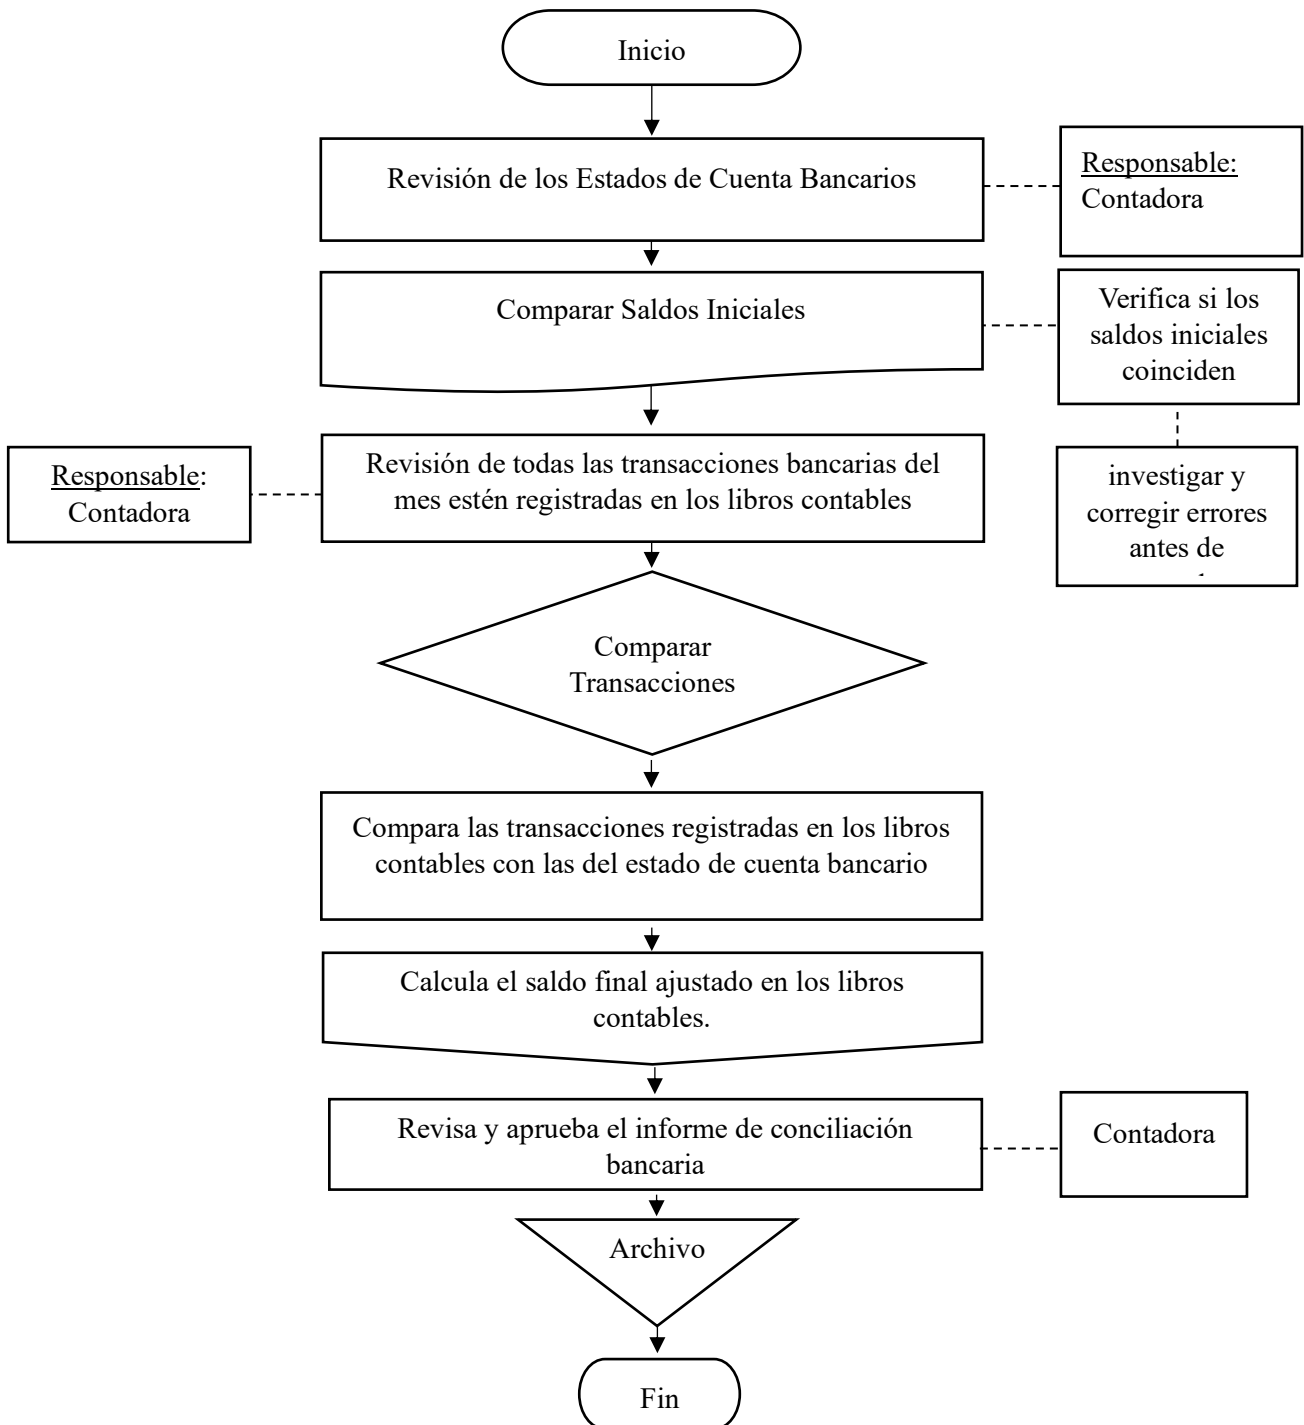 Inicio
Revisión de los Estados de Cuenta Bancarios
Responsable:
Contadora
Comparar Saldos Iniciales
Verifica si los
saldos iniciales
coinciden
Responsable:
Contadora
Revisión de todas las transacciones bancarias del
mes estén registradas en los libros contables
investigar y
corregir errores
antes de
Comparar
Transacciones
Compara las transacciones registradas en los libros
contables con las del estado de cuenta bancario
Calcula el saldo final ajustado en los libros
contables.
Revisa y aprueba el informe de conciliación
bancaria
Contadora
Archivo
Fin